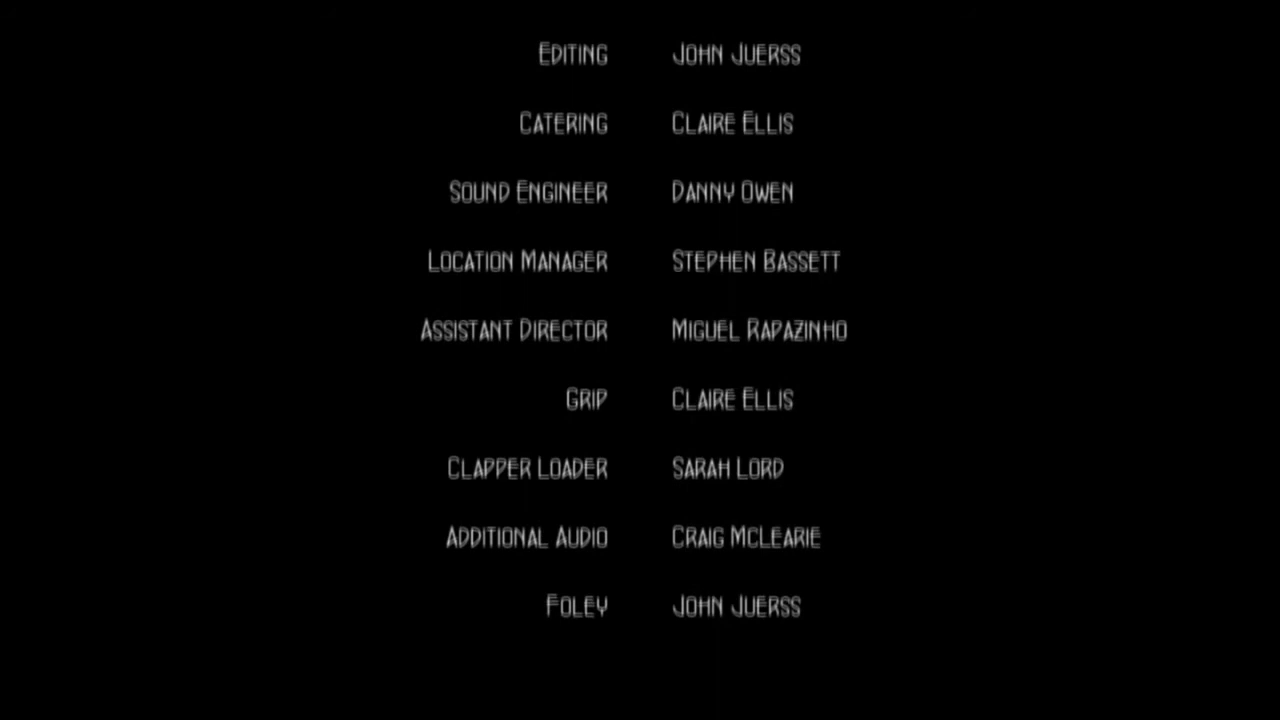 Editing John Juerss
Catering Claire Ellis
Sound Engineer Danny Owen
Location Manager Stephen Bassett
Assistant Director Miguel Rapazinho
Grip Claire Ellis
Clapper Loader Sarah Lord
Additional Audio Craig McLearie
Foley John Juerss